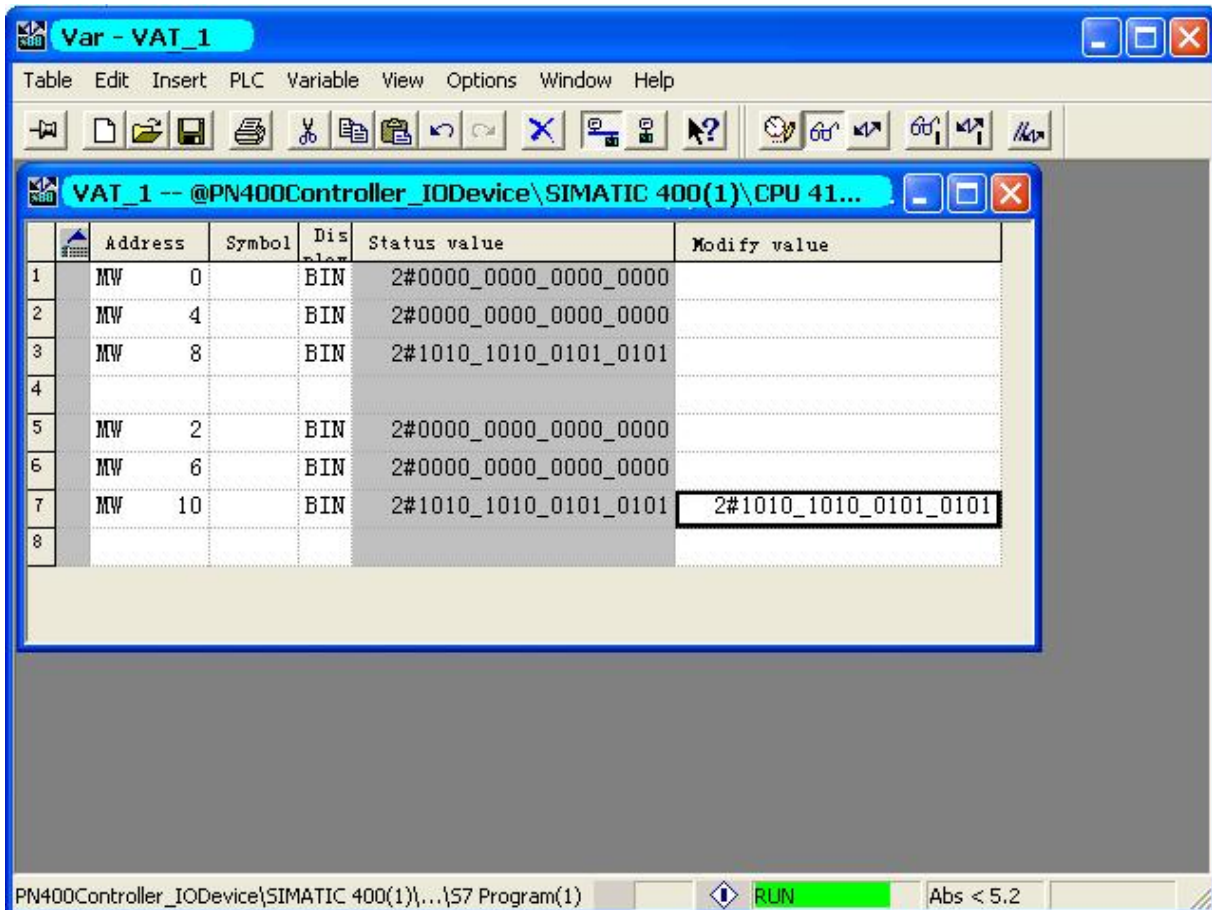 Var - VAT_1
Table Edit Insert PLC Variable View Options Window Help
VAT_1 -- @PN400Controller_IODevice\SIMATIC 400(1)\CPU 41...
Address Symbol Dis Status value Modify value
1 MW 0 BIN 2#0000_0000_0000_0000
2 MW 4 BIN 2#0000_0000_0000_0000
3 MW 8 BIN 2#1010_1010_0101_0101
4
5 MW 2 BIN 2#0000_0000_0000_0000
6 MW 6 BIN 2#0000_0000_0000_0000
7 MW 10 BIN 2#1010_1010_0101_0101 2#1010_1010_0101_0101
8
PN400Controller_IODevice\SIMATIC 400(1)\...\S7 Program(1) RUN Abs < 5.2